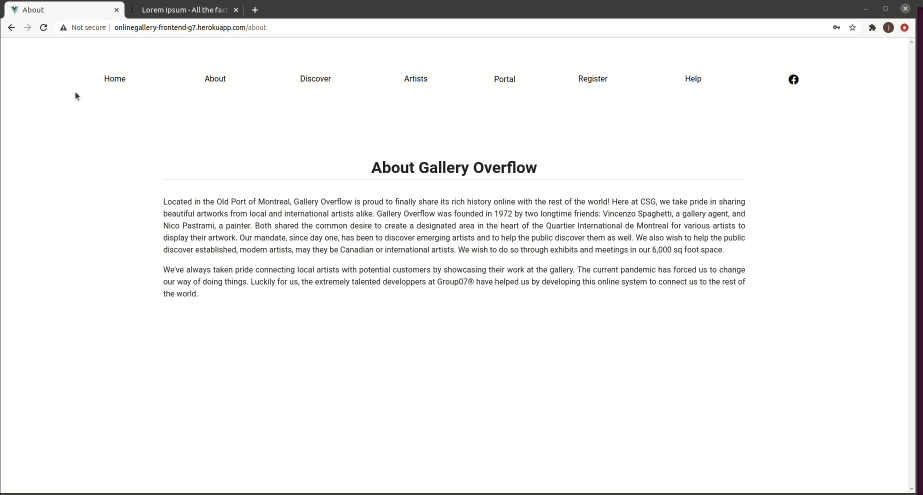 About
Lorem Ipsum - All the fac
Not secure
onlinegallery-frontend-g7.herokuapp.com/about
Home
About
Discover
Artists
Portal
Register
Help
About Gallery Overflow
Located in the Old Port of Montreal, Gallery Overflow is proud to finally share its rich history online with the rest of the world! Here at CSG, we take pride in sharing
beautiful artworks from local and international artists alike. Gallery Overflow was founded in 1972 by two longtime friends: Vincenzo Spaghetti, a gallery agent, and
Nico Pastrami, a painter. Both shared the common desire to create a designated area in the heart of the Quartier International de Montreal for various artists to
display their artwork. Our mandate, since day one, has been to discover emerging artists and to help the public discover them as well. We also wish to help the public
discover established, modern artists, may they be Canadian or international artists. We wish to do so through exhibits and meetings in our 6,000 sq foot space.
We've always taken pride connecting local artists with potential customers by showcasing their work at the gallery. The current pandemic has forced us to change
our way of doing things. Luckily for us, the extremely talented developpers at Group07® have helped us by developing this online system to connect us to the rest of
the world.